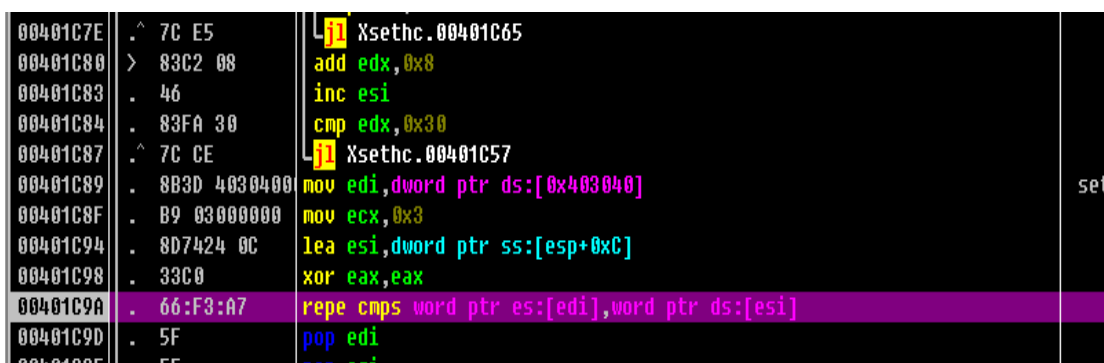 00401C7E .^ 7C E5 jl Xsethc.00401C65
00401C80 > 83C2 08 add edx,0x8
00401C83 . 46 inc esi
00401C84 . 83FA 30 cmp edx,0x30
00401C87 .^ 7C CE jl Xsethc.00401C57
00401C89 . 8B3D 4030400 mov edi,dword ptr ds:[0x403040] set
00401C8F . B9 03000000 mov ecx,0x3
00401C94 . 8D7424 0C lea esi,dword ptr ss:[esp+0xC]
00401C98 . 33C0 xor eax,eax
00401C9A . 66:F3:A7 repe cmps word ptr es:[edi],word ptr ds:[esi]
00401C9D . 5F pop edi